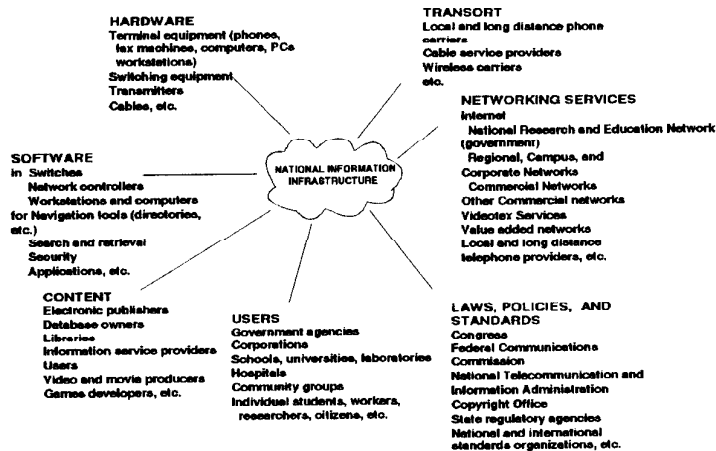 HARDWARE
Terminal equipment (phones,
fax machines, computers, PCs
workstations)
Switching equipment
Transmitters
Cables, etc.
TRANSORT
Local and long distance phone
carriers
Cable service providers
Wireless carriers
etc.
NETWORKING SERVICES
Internet
National Research and Education Network
(government)
Regional, Campus, and
Corporate Networks
Commercial Networks
Other Commercial networks
Videotex Services
Value added networks
Local and long distance
telephone providers, etc.
NATIONAL INFORMATION
INFRASTRUCTURE
SOFTWARE
in Switches
Network controllers
Workstations and computers
for Navigation tools (directories,
etc.)
Search and retrieval
Security
Applications, etc.
CONTENT
Electronic publishers
Database owners
Libraries
Information service providers
Users
Video and movie producers
Games developers, etc.
USERS
Government agencies
Corporations
Schools, universities, laboratories
Hospitals
Community groups
Individual students, workers,
researchers, citizens, etc.
LAWS, POLICIES, AND
STANDARDS
Congress
Federal Communications
Commission
National Telecommunication and
Information Administration
Copyright Office
State regulatory agencies
National and international
standards organizations, etc.